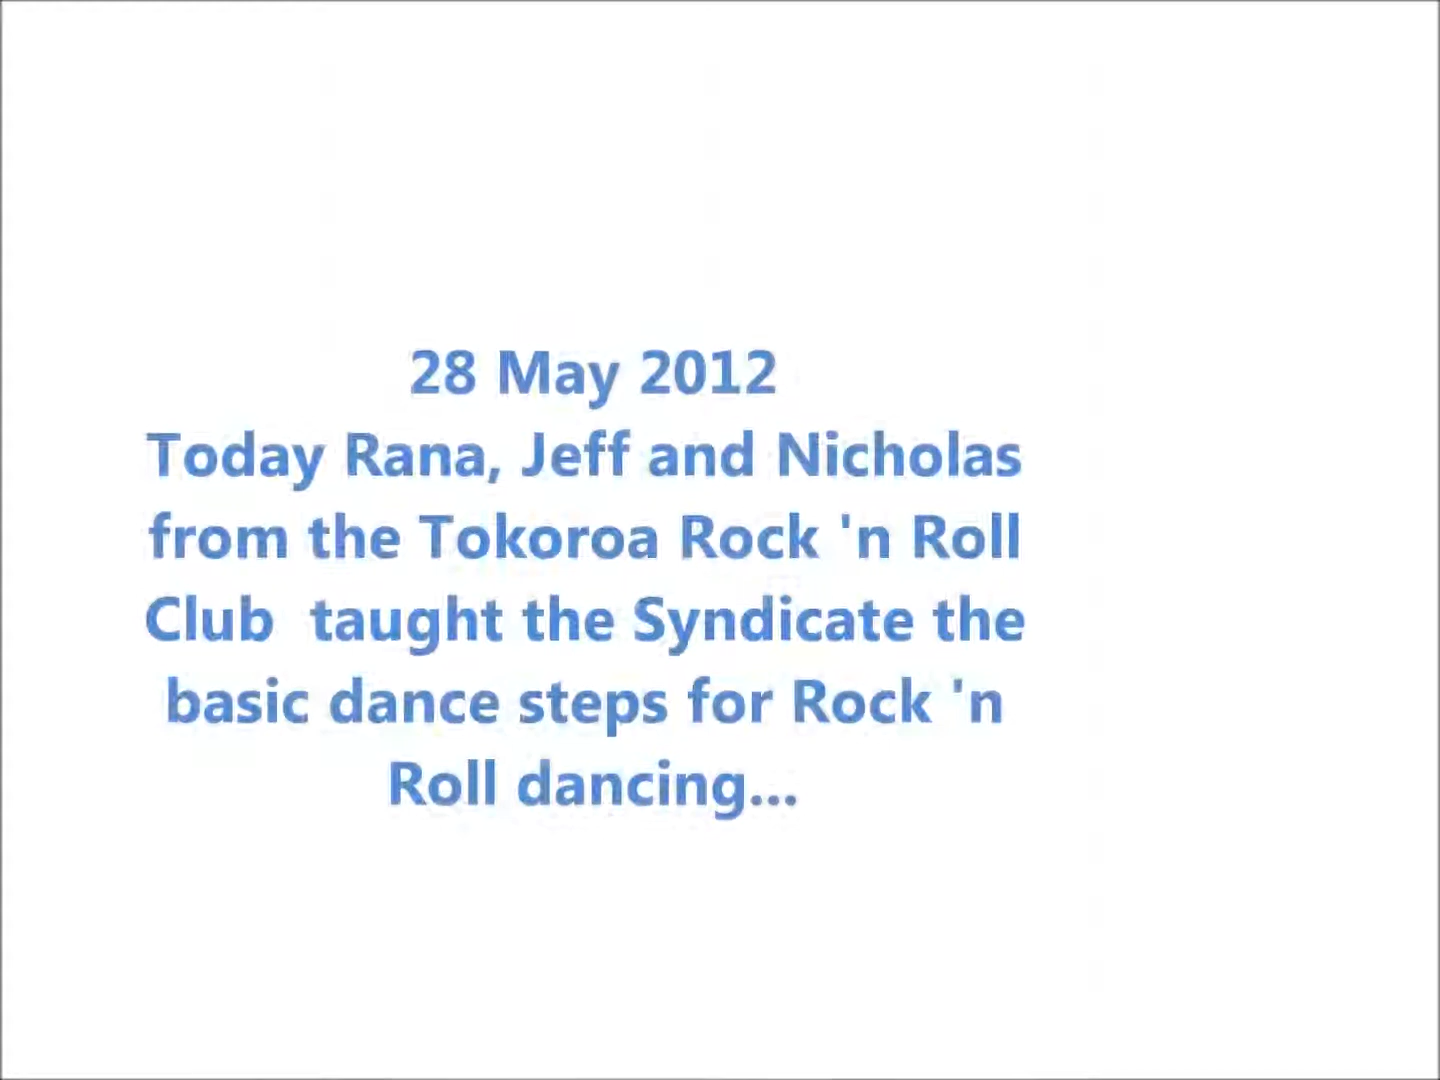 28 May 2012
Today Rana, Jeff and Nicholas
from the Tokoroa Rock 'n Roll
Club  taught the Syndicate the
basic dance steps for Rock 'n
Roll dancing...